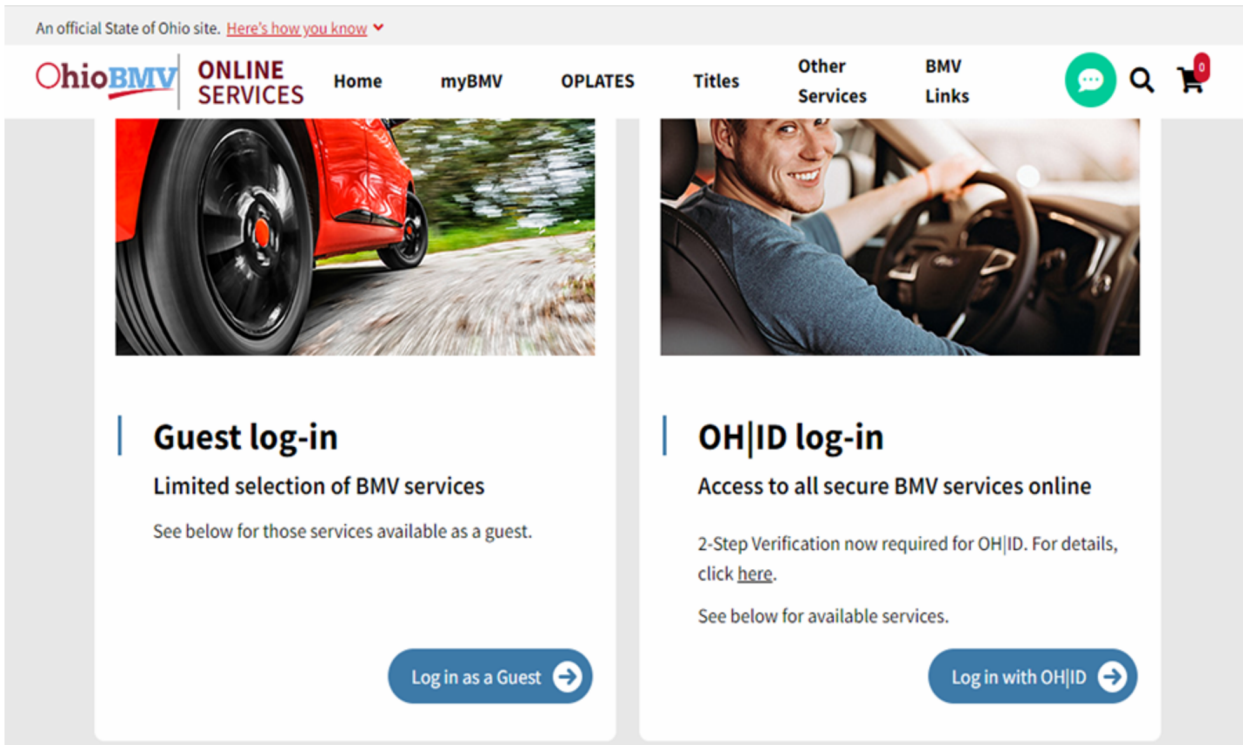 An official State of Ohio site. Here's how you know
OhioBMV
ONLINE
SERVICES
Home
myBMV
OPLATES
Titles
Other
Services
BMV
Links
0
Guest log-in
Limited selection of BMV services
See below for those services available as a guest.
Log in as a Guest
OH|ID log-in
Access to all secure BMV services online
2-Step Verification now required for OH|ID. For details,
click here.
See below for available services.
Log in with OH|ID